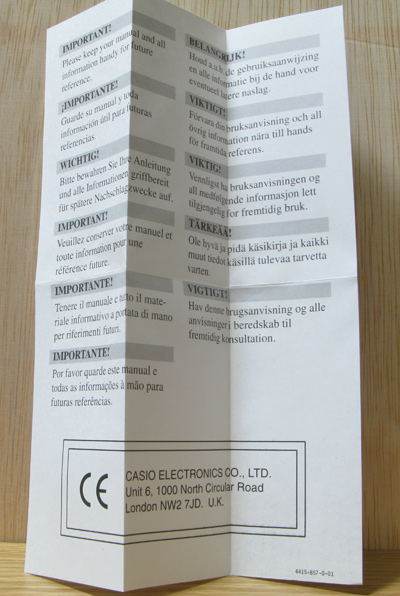 IMPORTANT!
Please keep your manual and all
information handy for future
reference.
¡IMPORTANTE!
Guarde su manual y toda
información útil para futuras
referencias.
WICHTIG!
Bitte bewahren Sie Ihre Anleitung
und alle Informationen griffbereit
für spätere Nachschlagzwecke auf.
IMPORTANT!
Veuillez conserver votre manuel et
toute information pour une
référence future.
IMPORTANTE!
Tenere il manuale e tutto il mate-
riale informativo a portata di mano
per riferimenti futuri.
IMPORTANTE!
Por favor quarde este manual e
todas as informações à mão para
futuras referências.
BELANGRIJK!
Houd a.u.b. de gebruiksaanwijzing
en alle informatie bij de hand voor
eventueel latere naslag.
VIKTIGT!
Förvara din bruksanvisning och all
övrig information nära till hands
för framtida referens.
VIKTIG!
Vennligst ha bruksanvisningen og
all medfølgende informasjon lett
tilgjengelig for fremtidig bruk.
TÄRKEÄÄ!
Ole hyvä ja pidä käsikirja ja kaikki
muut tiedot käsillä tulevaa tarvetta
varten.
VIGTIGT!
Hav denne brugsanvisning og alle
anvisninger i beredskab til
fremtidig konsultation.
CE
CASIO ELECTRONICS CO., LTD.
Unit 6, 1000 North Circular Road
London NW2 7JD. U.K.
4415-857-0-01